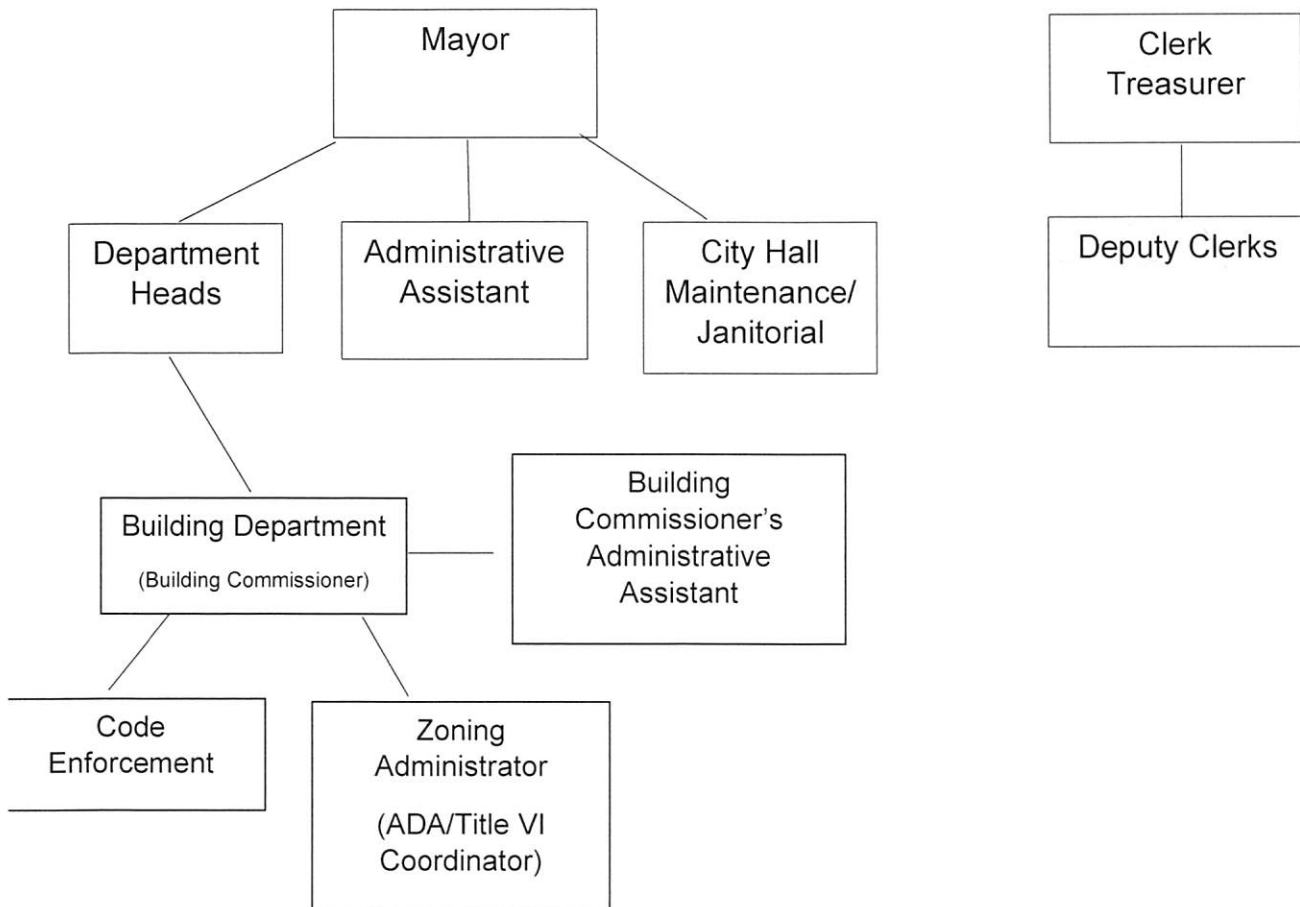 Mayor
Clerk
Treasurer
Department
Heads
Administrative
Assistant
City Hall
Maintenance/
Janitorial
Deputy Clerks
Building Department
(Building Commissioner)
Building
Commissioner's
Administrative
Assistant
Code
Enforcement
Zoning
Administrator
(ADA/Title VI
Coordinator)